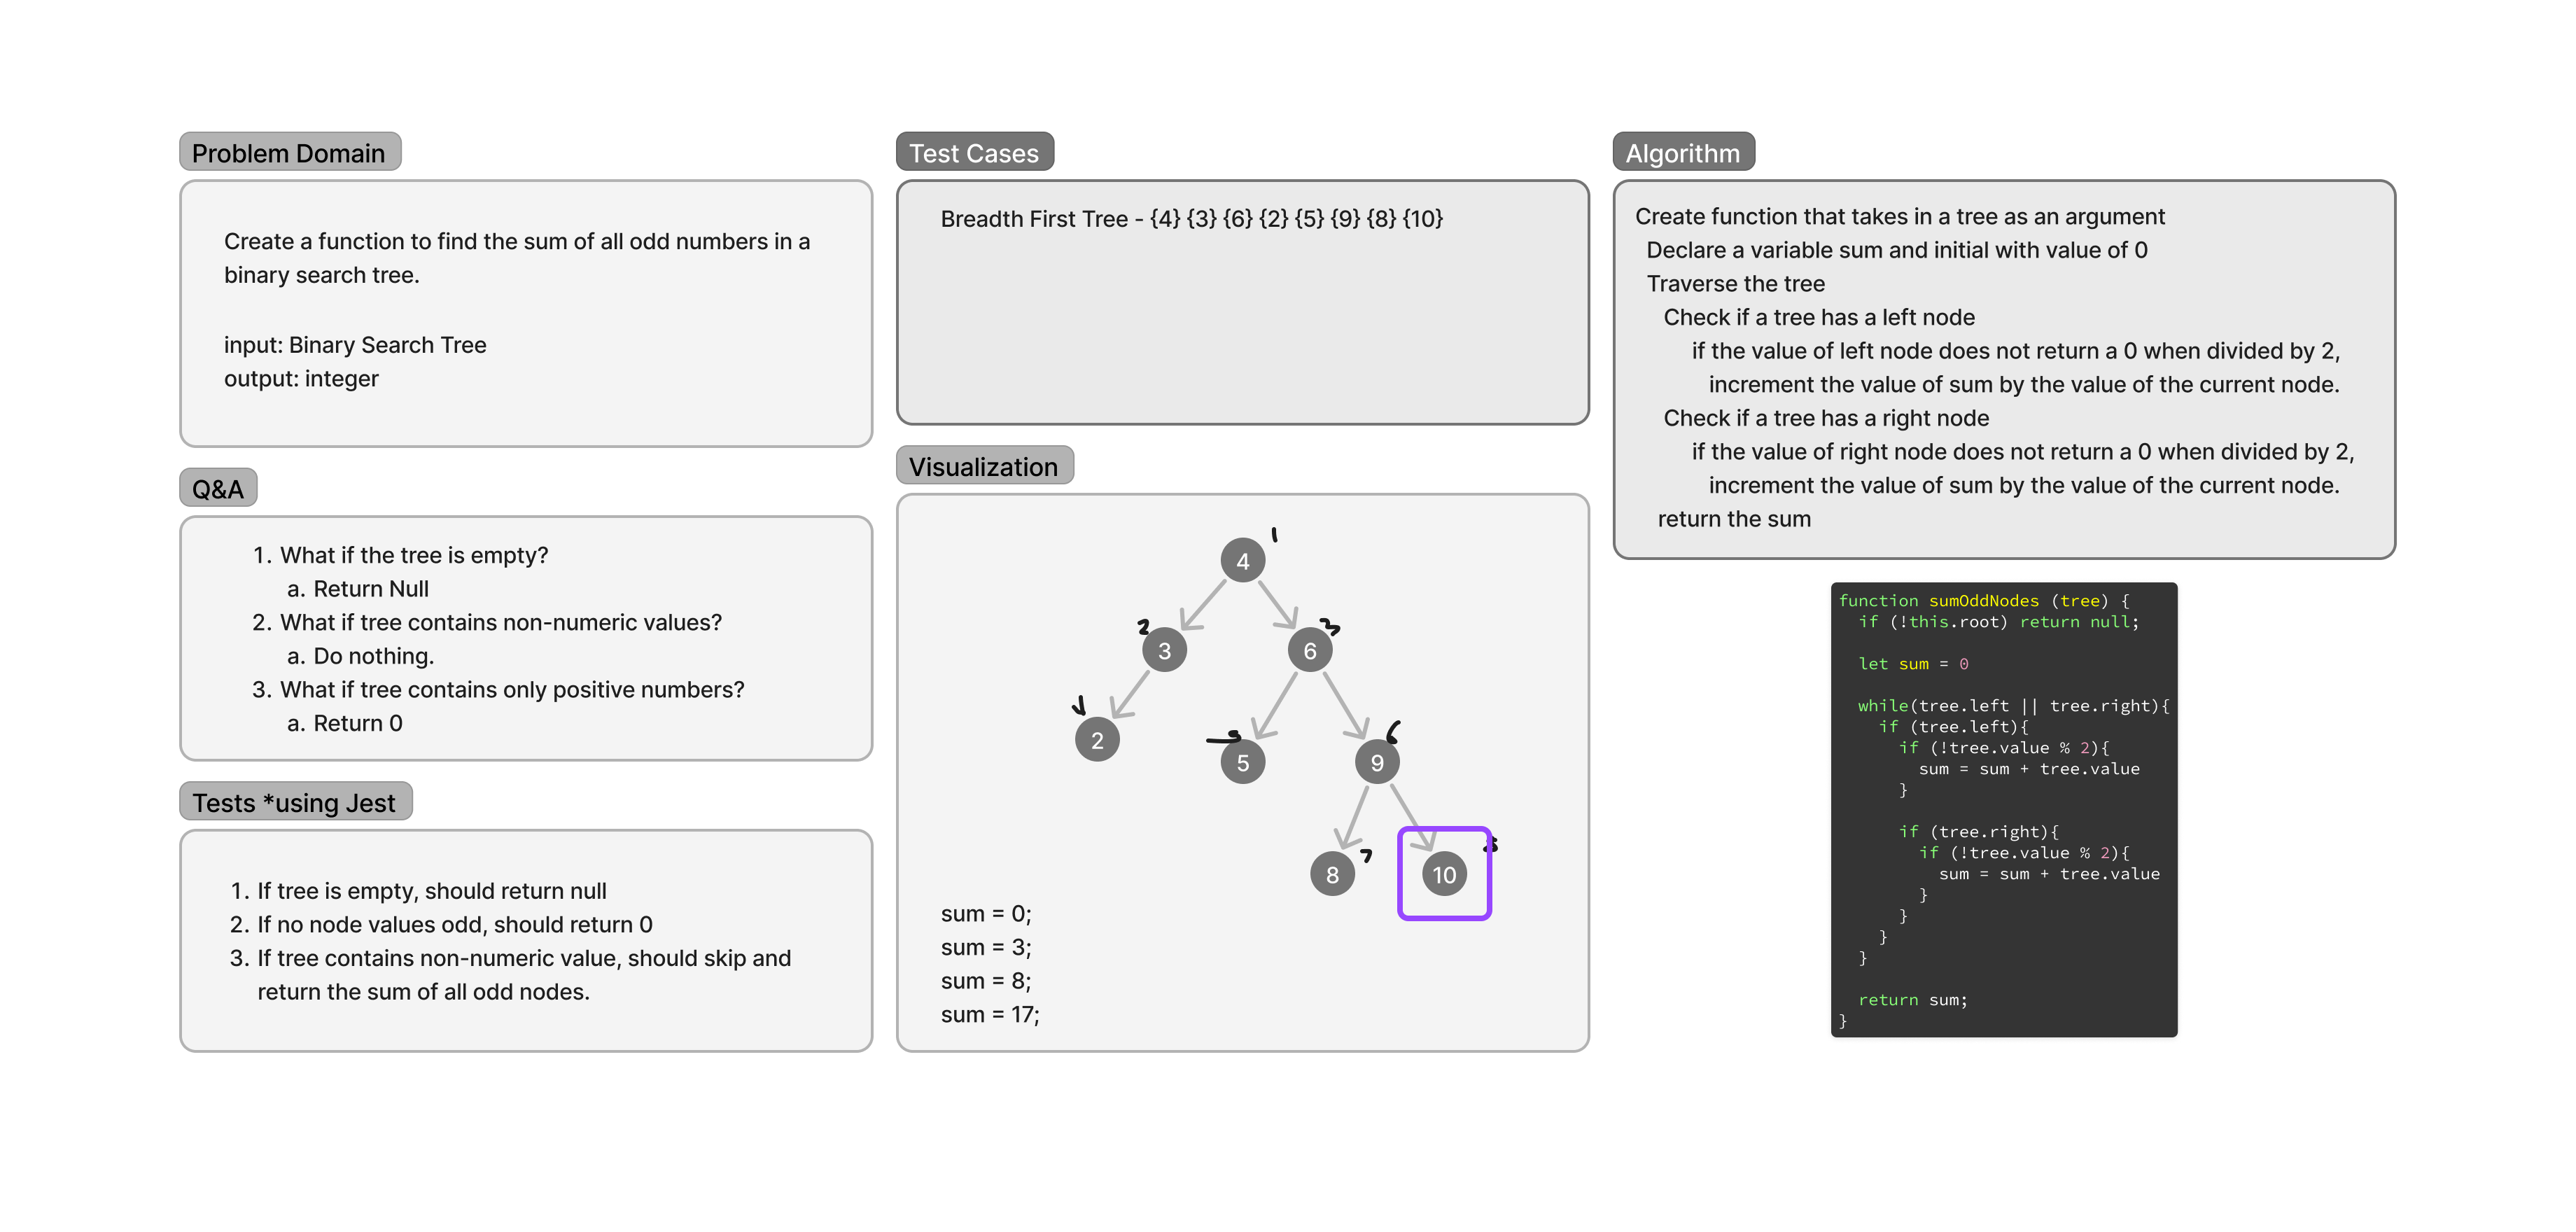 Problem Domain
Create a function to find the sum of all odd numbers in a
binary search tree.
input: Binary Search Tree
output: integer
Q&A
1. What if the tree is empty?
a. Return Null
2. What if tree contains non-numeric values?
a. Do nothing.
3. What if tree contains only positive numbers?
a. Return 0
Tests *using Jest
1. If tree is empty, should return null
2. If no node values odd, should return 0
3. If tree contains non-numeric value, should skip and
return the sum of all odd nodes.
Test Cases
Breadth First Tree - {4} {3} {6} {2} {5} {9} {8} {10}
Visualization
1
4
2
3
3
6
2
5
5
6
9
8
7
10
8
sum = 0;
sum = 3;
sum = 8;
sum = 17;
Algorithm
Create function that takes in a tree as an argument
Declare a variable sum and initial with value of 0
Traverse the tree
Check if a tree has a left node
if the value of left node does not return a 0 when divided by 2,
increment the value of sum by the value of the current node.
Check if a tree has a right node
if the value of right node does not return a 0 when divided by 2,
increment the value of sum by the value of the current node.
return the sum
function sumOddNodes (tree) {
if (!this.root) return null;
let sum = 0
while(tree.left || tree.right){
if (tree.left){
if (!tree.value % 2){
sum = sum + tree.value
}
if (tree.right){
if (!tree.value % 2){
sum = sum + tree.value
}
}
}
}
return sum;
}